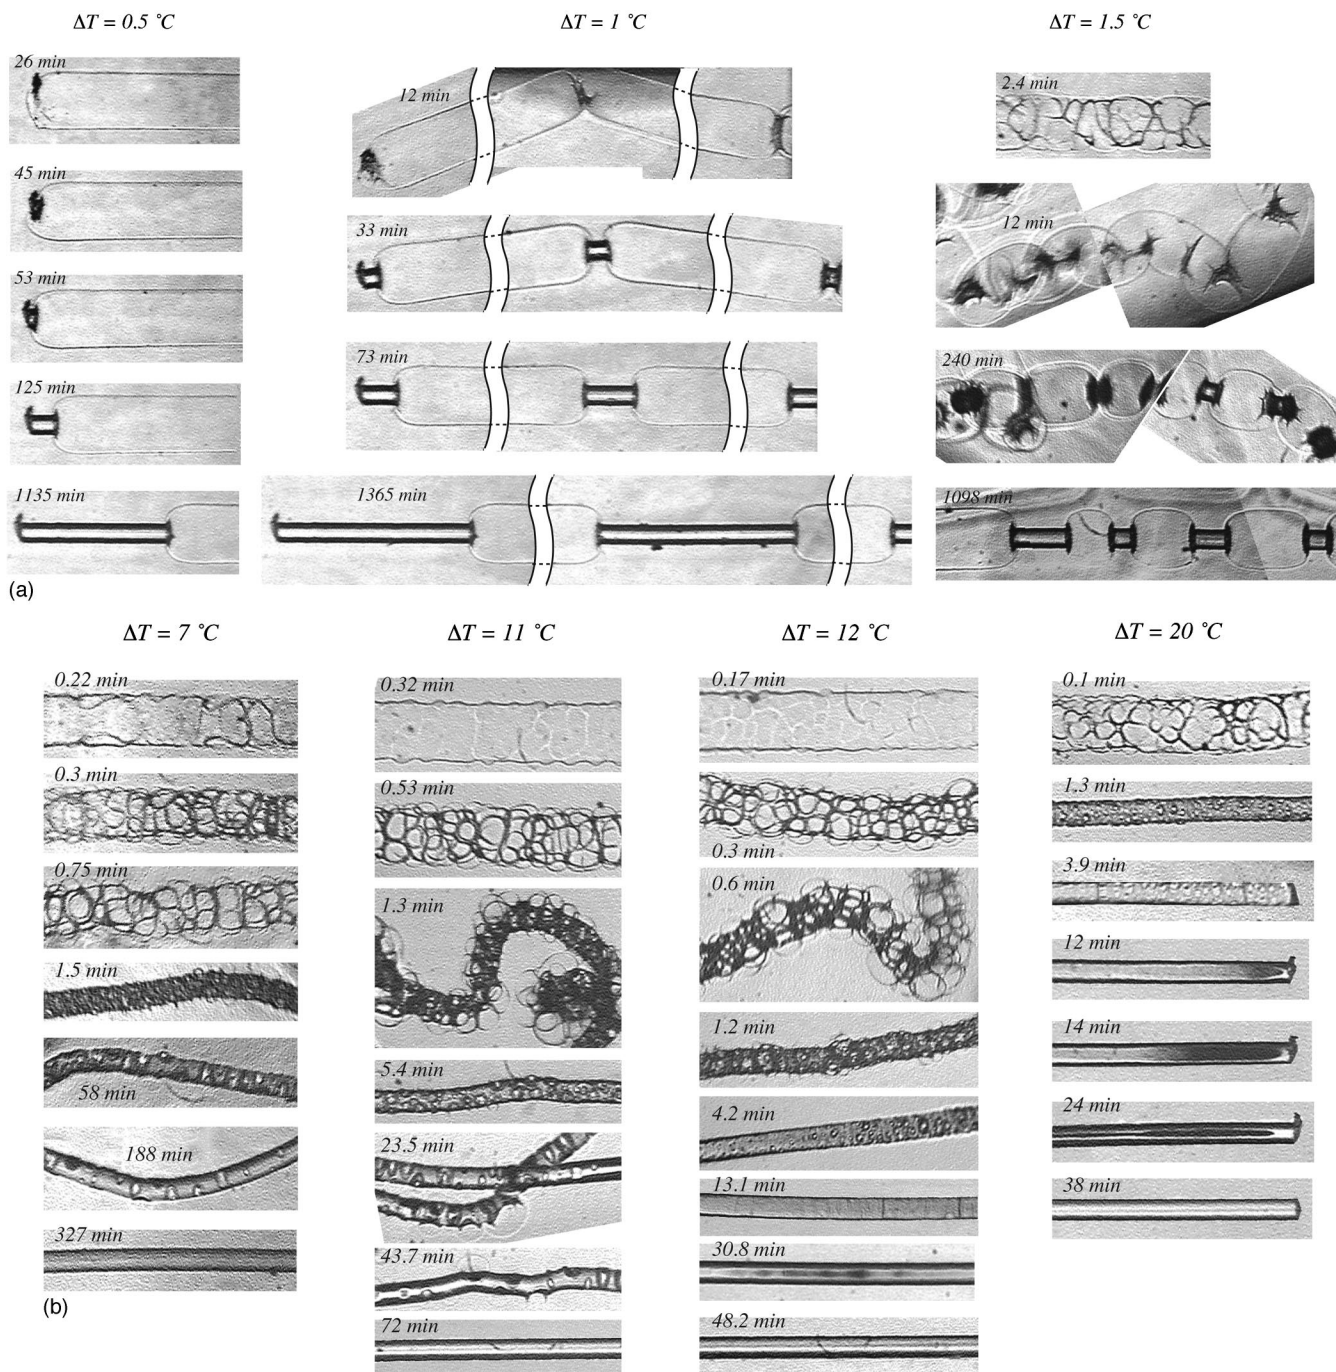 ΔT = 0.5 ˚C
ΔT = 1 ˚C
ΔT = 1.5 ˚C
26 min
45 min
53 min
125 min
1135 min
12 min
33 min
73 min
1365 min
2.4 min
12 min
240 min
1098 min
(a)
ΔT = 7 ˚C
ΔT = 11 ˚C
ΔT = 12 ˚C
ΔT = 20 ˚C
0.22 min
0.3 min
0.75 min
1.5 min
58 min
188 min
327 min
0.32 min
0.53 min
1.3 min
5.4 min
23.5 min
43.7 min
72 min
0.17 min
0.3 min
0.6 min
1.2 min
4.2 min
13.1 min
30.8 min
48.2 min
0.1 min
1.3 min
3.9 min
12 min
14 min
24 min
38 min
(b)